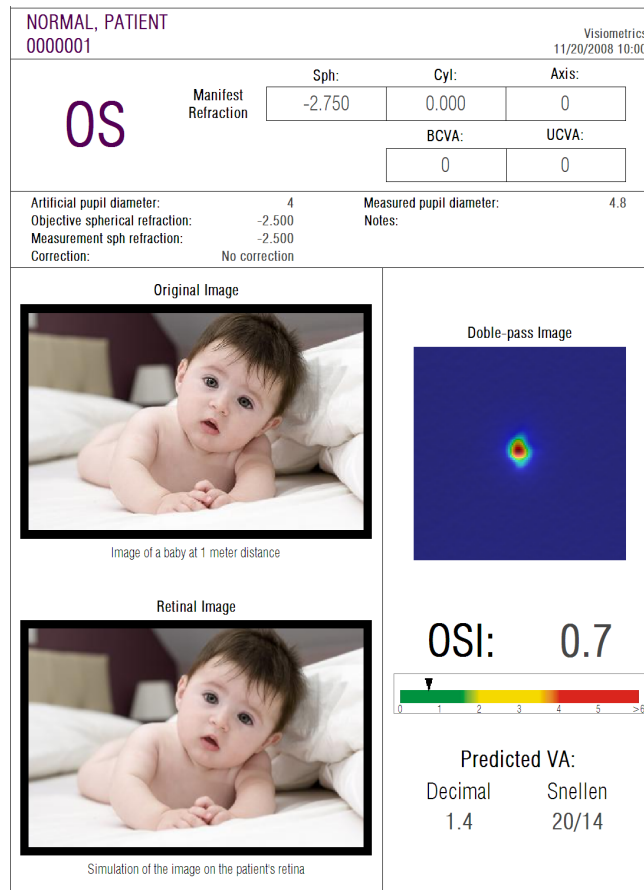 NORMAL, PATIENT
0000001
Visiometrics
11/20/2008 10:00
OS
Manifest
Refraction
Sph: Cyl: Axis:
-2.750 0.000 0
BCVA: UCVA:
0 0
Artificial pupil diameter: 4 Measured pupil diameter: 4.8
Objective spherical refraction: -2.500 Notes:
Measurement sph refraction: -2.500
Correction: No correction
Original Image
Image of a baby at 1 meter distance
Retinal Image
Simulation of the image on the patient's retina
Doble-pass Image
OSI: 0.7
0 1 2 3 4 5 >6
Predicted VA:
Decimal Snellen
1.4 20/14